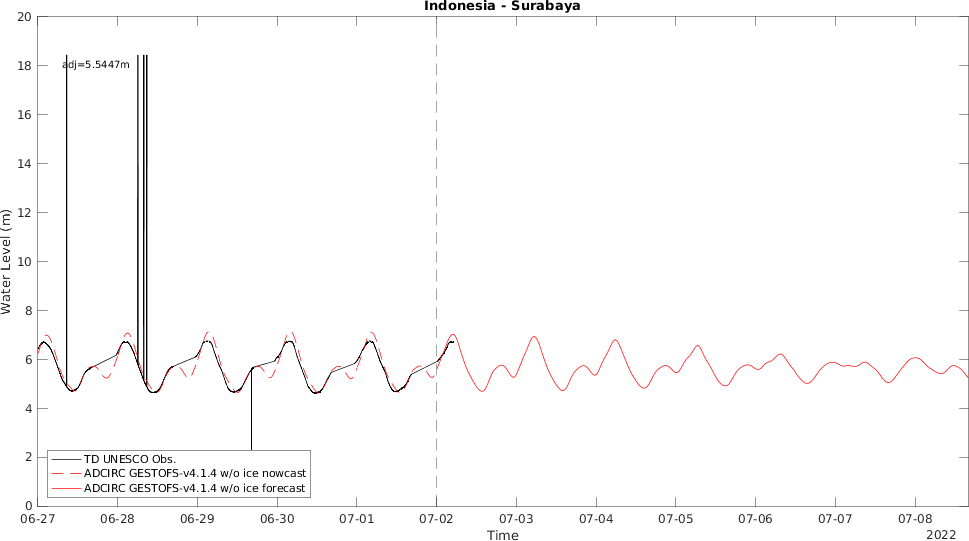 Indonesia - Surabaya
adj=5.5447m
Water Level (m)
20
18
16
14
12
10
8
6
4
2
0
TD UNESCO Obs.
ADCIRC GESTOFS-v4.1.4 w/o ice nowcast
ADCIRC GESTOFS-v4.1.4 w/o ice forecast
06-27 06-28 06-29 06-30 07-01 07-02 07-03 07-04 07-05 07-06 07-07 07-08
Time
2022